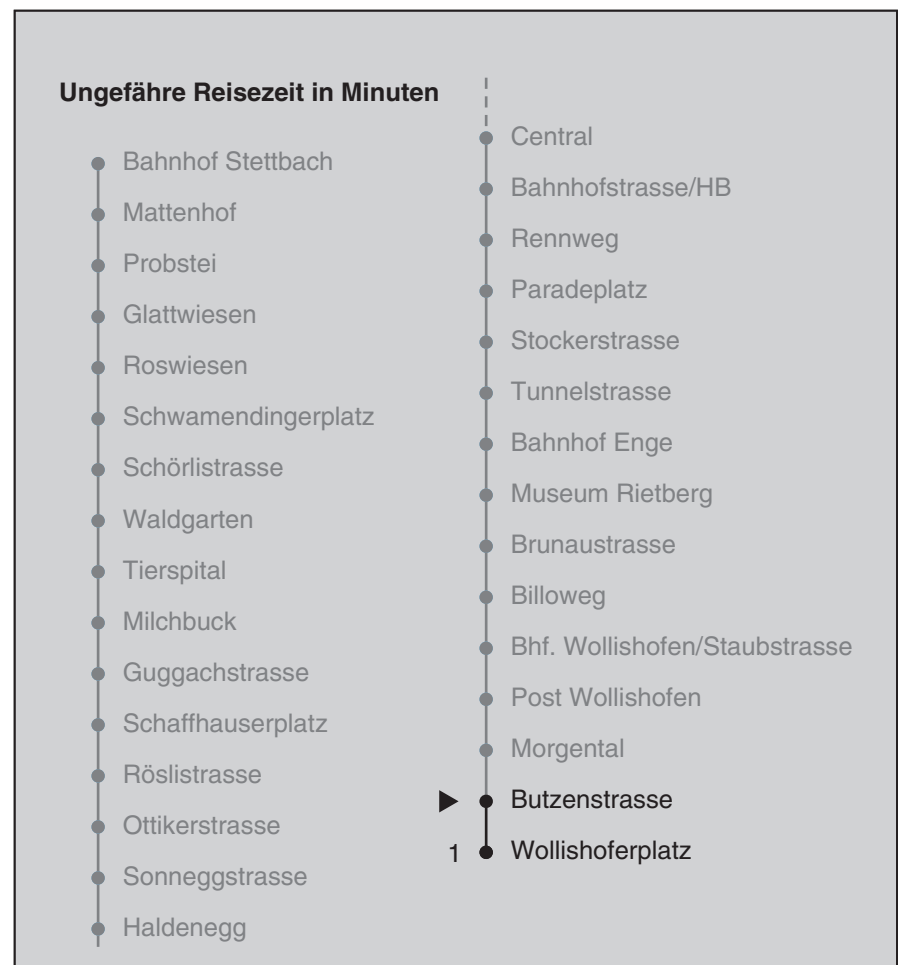 Ungefähre Reisezeit in Minuten
Bahnhof Stettbach
Mattenhof
Probstei
Glattwiesen
Roswiesen
Schwamendingerplatz
Schörlistrasse
Waldgarten
Tierspital
Milchbuck
Guggachstrasse
Schaffhauserplatz
Röslistrasse
Ottikerstrasse
Sonneggstrasse
Haldenegg
Central
Bahnhofstrasse/HB
Rennweg
Paradeplatz
Stockerstrasse
Tunnelstrasse
Bahnhof Enge
Museum Rietberg
Brunaustrasse
Billoweg
Bhf. Wollishofen/Staubstrasse
Post Wollishofen
Morgental
Butzenstrasse
1 Wollishoferplatz